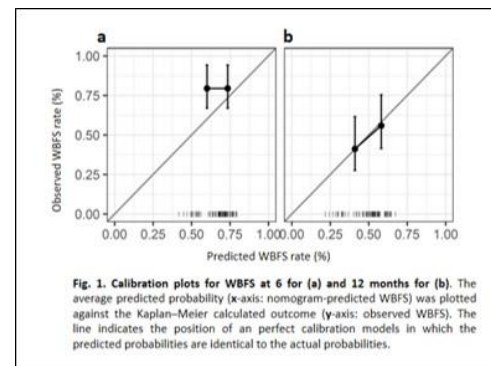 a
b
1.00
0.75
0.50
0.25
0.00
Observed WBFS rate (%)
0.00 0.25 0.50 0.75 1.00 0.00 0.25 0.50 0.75 1.00
Predicted WBFS rate (%)
Fig. 1. Calibration plots for WBFS at 6 for (a) and 12 months for (b). The
average predicted probability (x-axis: nomogram-predicted WBFS) was plotted
against the Kaplan–Meier calculated outcome (y-axis: observed WBFS). The
line indicates the position of an perfect calibration models in which the
predicted probabilities are identical to the actual probabilities.